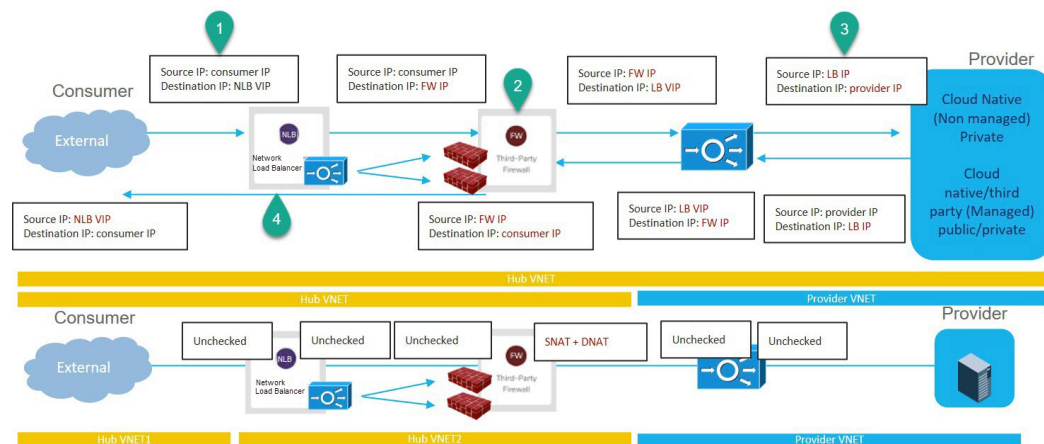 1
3
Source IP: consumer IP
Destination IP: NLB VIP
Source IP: consumer IP
Destination IP: FW IP
2
Source IP: FW IP
Destination IP: LB VIP
Source IP: LB IP
Destination IP: provider IP
Provider
Consumer
External
NLB
Network
Load Balancer
FW
Third-Party
Firewall
Cloud Native
(Non managed)
Private
Cloud
native/third
party (Managed)
public/private
4
Source IP: NLB VIP
Destination IP: consumer IP
Source IP: FW IP
Destination IP: consumer IP
Source IP: LB VIP
Destination IP: FW IP
Source IP: provider IP
Destination IP: LB IP
Hub VNET
Hub VNET
Provider VNET
Consumer
Provider
External
Unchecked
Unchecked
Unchecked
SNAT + DNAT
Unchecked
Unchecked
NLB
Network
Load Balancer
FW
Third-Party
Firewall
Hub VNET1
Hub VNET2
Provider VNET